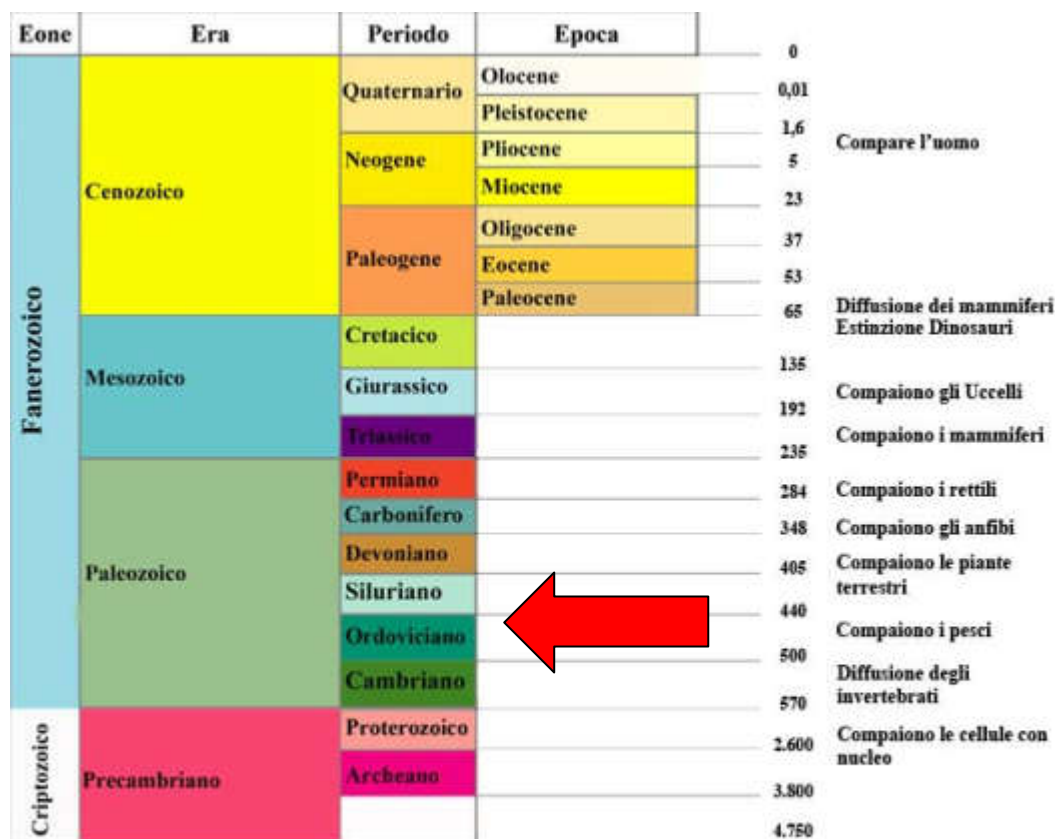 Eone Era Periodo Epoca
0
Quaternario Olocene
0,01
Pleistocene
1,6
Compare l'uomo
Neogene Pliocene
5
Cenozoico Miocene
23
Oligocene
37
Paleogene Eocene
53
Paleocene
65
Diffusione dei mammiferi
Estinzione Dinosauri
Fanerozoico
Cretacico
135
Mesozoico Giurassico
Compaiono gli Uccelli
192
Triassico
Compaiono i mammiferi
235
Permiano
284
Compaiono i rettili
Carbonifero
348
Compaiono gli anfibi
Devoniano
405
Compaiono le piante
terrestri
Paleozoico Siluriano
440
Ordoviciano
Compaiono i pesci
500
Cambriano
Diffusione degli
invertebrati
570
Criptozoico
Proterozoico
2.600
Compaiono le cellule con
nucleo
Precambriano Archeano
3.800
4.750